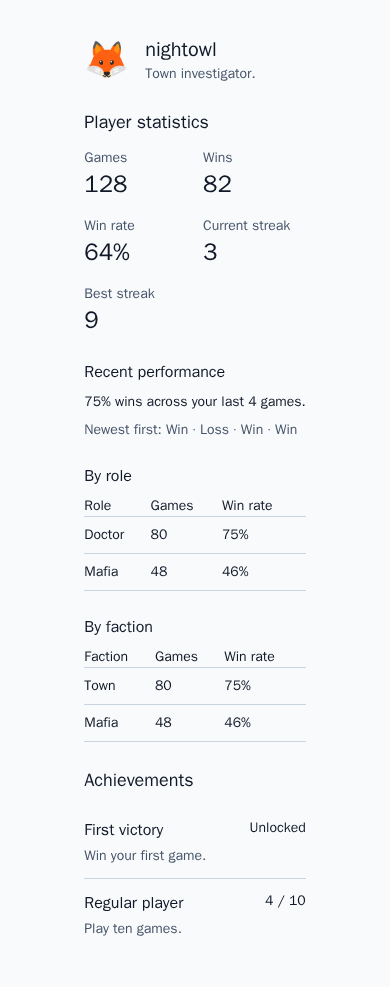 nightowl
Town investigator.
Player statistics
Games Wins
128 82
Win rate Current streak
64% 3
Best streak
9
Recent performance
75% wins across your last 4 games.
Newest first: Win · Loss · Win · Win
By role
Role Games Win rate
Doctor 80 75%
Mafia 48 46%
By faction
Faction Games Win rate
Town 80 75%
Mafia 48 46%
Achievements
First victory Unlocked
Win your first game.
Regular player 4 / 10
Play ten games.